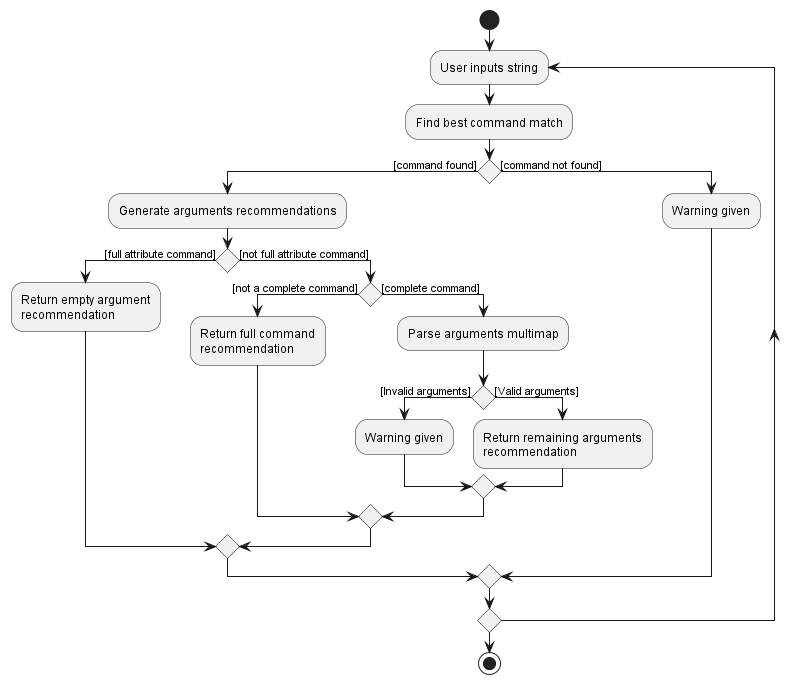 User inputs string
Find best command match
[command found]
[command not found]
Generate arguments recommendations
Warning given
[full attribute command]
[not full attribute command]
Return empty argument
recommendation
[not a complete command]
[complete command]
Return full command
recommendation
Parse arguments multimap
[Invalid arguments]
[Valid arguments]
Warning given
Return remaining arguments
recommendation